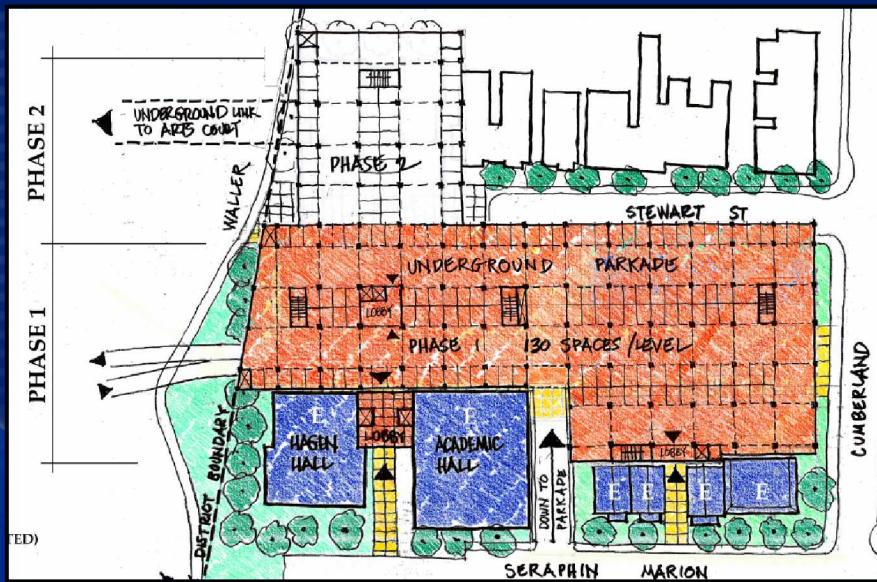 PHASE 2
UNDERGROUND LINK
TO ARTS COURT
WALLER
PHASE 2
STEWART ST
UNDERGROUND PARKADE
PHASE 1
LOBBY
PHASE 1 130 SPACES/LEVEL
CUMBERLAND
E
HAGEN
HALL
LOBBY
E
ACADEMIC
HALL
LOBBY
DOWN TO
PARKADE
E E E E
DISTRICT BOUNDARY
TED)
SERAPHIN MARION